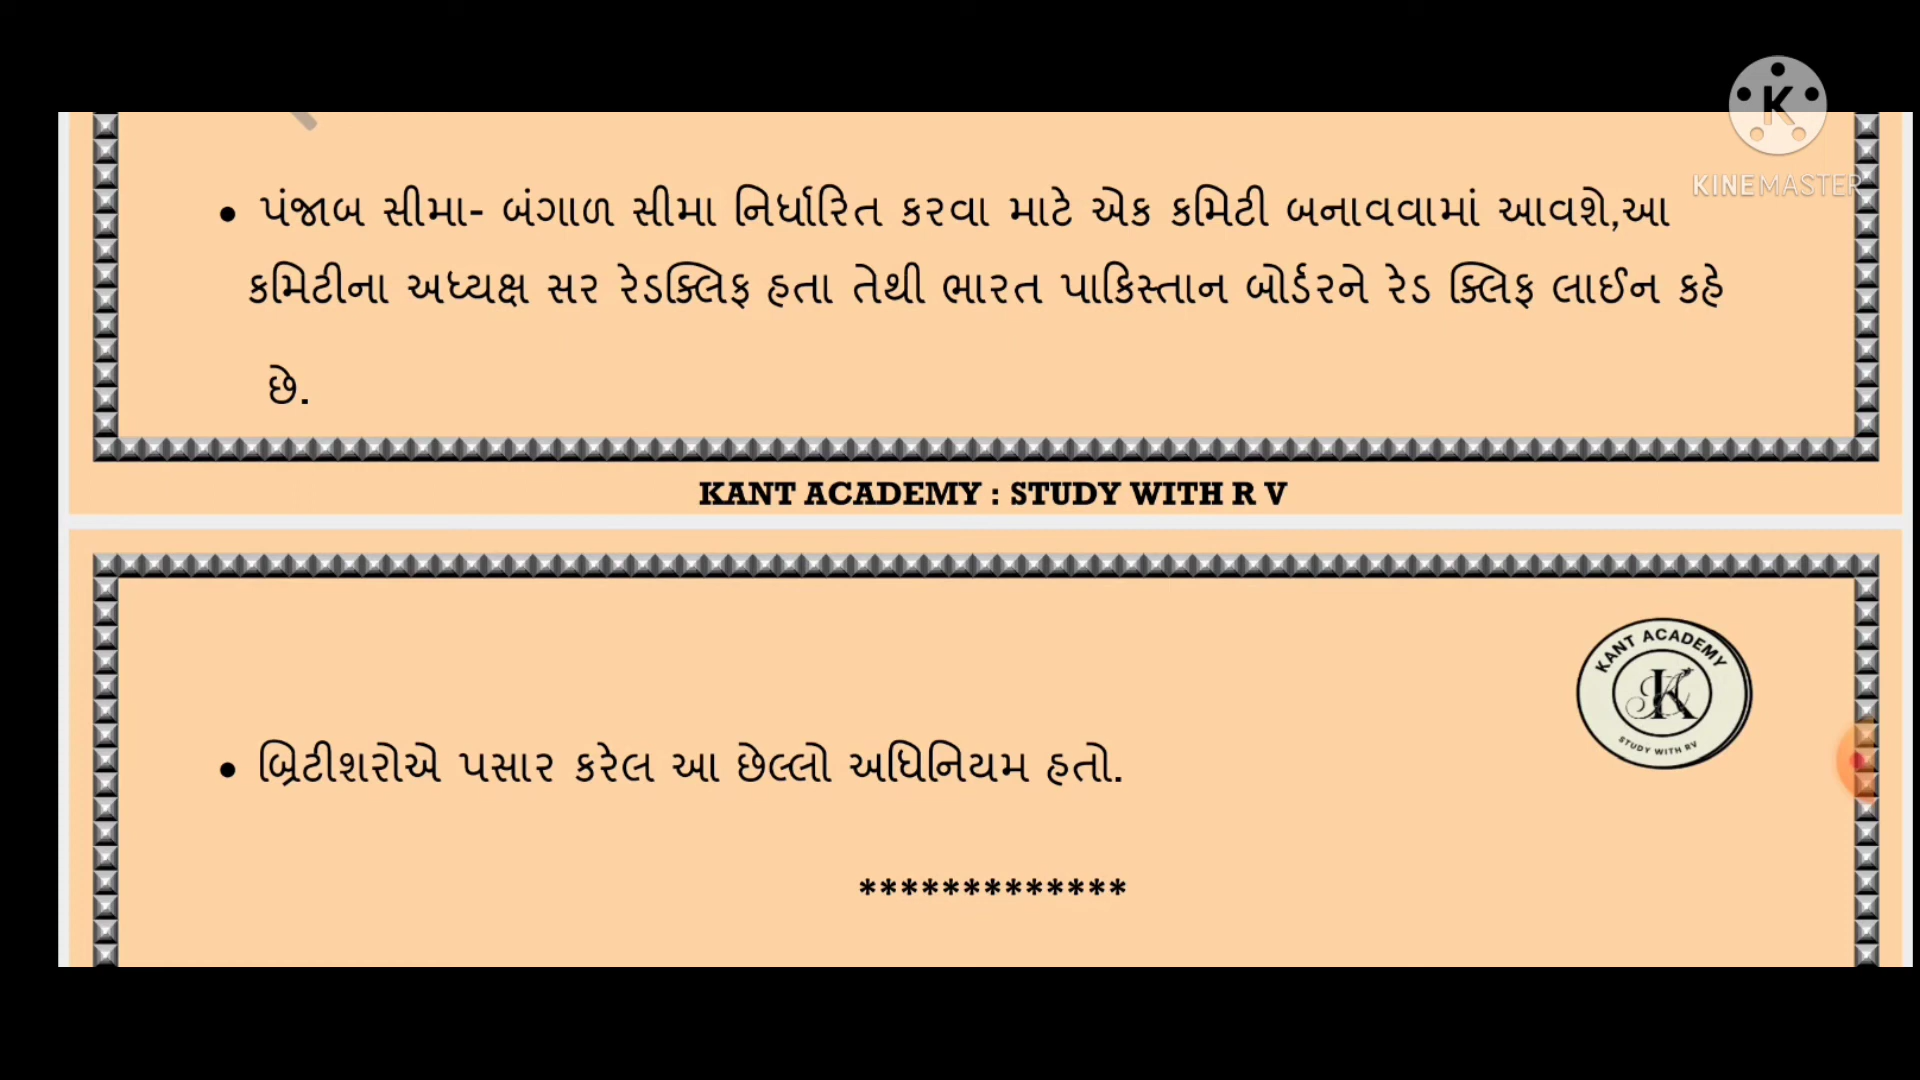 K
KINEMASTER
• પંજાબ સીમા- બંગાળ સીમા નિર્ધારિત કરવા માટે એક કમિટી બનાવવામાં આવશે,આ
કમિટીના અધ્યક્ષ સર રેડક્લિફ હતા તેથી ભારત પાકિસ્તાન બોર્ડરને રેડ ક્લિફ લાઈન કહે
છે.
KANT ACADEMY : STUDY WITH R V
KANT ACADEMY
K
STUDY WITH RV
• બ્રિટીશરોએ પસાર કરેલ આ છેલ્લો અધિનિયમ હતો.
*************